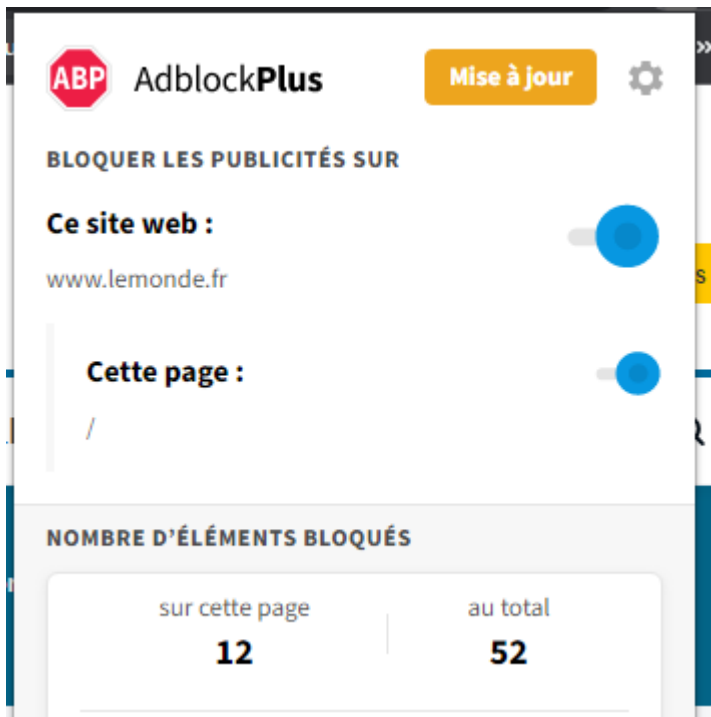 ABP AdblockPlus Mise à jour
BLOQUER LES PUBLICITÉS SUR
Ce site web :
www.lemonde.fr
Cette page :
/
NOMBRE D’ÉLÉMENTS BLOQUÉS
sur cette page au total
12 52